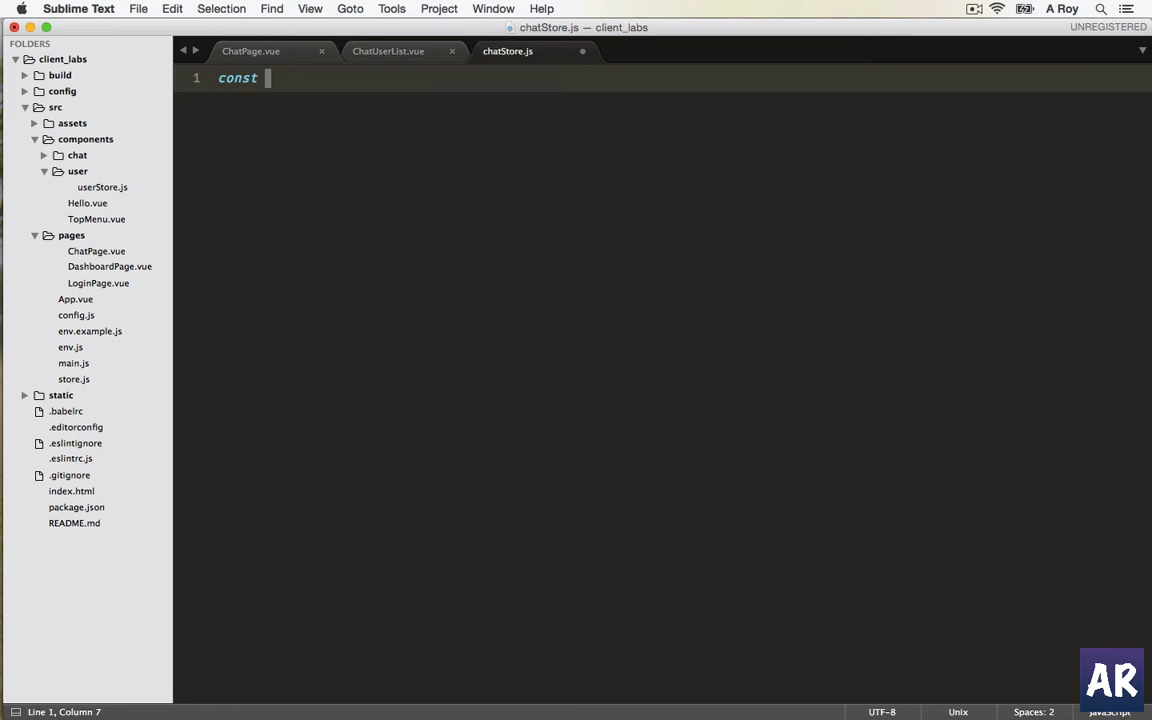 Sublime Text File Edit Selection Find View Goto Tools Project Window Help A Roy
chatStore.js — client_labs UNREGISTERED
FOLDERS
ChatPage.vue ChatUserList.vue chatStore.js
client_labs
build
config
src
assets
components
chat
user
userStore.js
Hello.vue
TopMenu.vue
pages
ChatPage.vue
DashboardPage.vue
LoginPage.vue
App.vue
config.js
env.example.js
env.js
main.js
store.js
static
.babelrc
.editorconfig
.eslintignore
.eslintrc.js
.gitignore
index.html
package.json
README.md
1 const
AR
Line 1, Column 7 UTF-8 Unix Spaces: 2 JavaScript